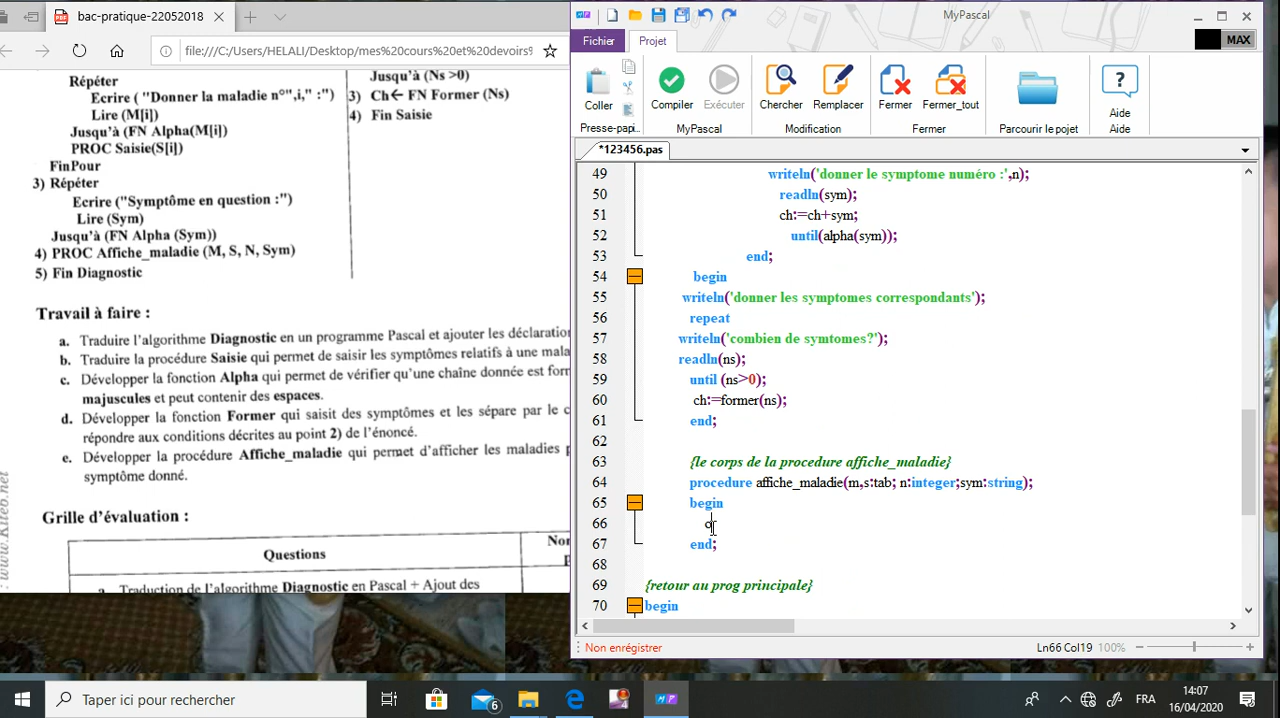 bac-pratique-22052018
file:///C:/Users/HELALI/Desktop/mes%20cours%20et%20devoirs%
Répéter
Ecrire ( "Donner la maladie n°",i," :")
Lire (M[i])
Jusqu'à (FN Alpha(M[i])
PROC Saisie(S[i])
FinPour
3) Répéter
Ecrire ("Symptôme en question :")
Lire (Sym)
Jusqu'à (FN Alpha (Sym))
4) PROC Affiche_maladie (M, S, N, Sym)
5) Fin Diagnostic
Jusqu'à (Ns >0)
3) Ch← FN Former (Ns)
4) Fin Saisie
Travail à faire :
a. Traduire l'algorithme Diagnostic en un programme Pascal et ajouter les déclaration
b. Traduire la procédure Saisie qui permet de saisir les symptômes relatifs à une mala
c. Développer la fonction Alpha qui permet de vérifier qu'une chaîne donnée est for
majuscules et peut contenir des espaces.
d. Développer la fonction Former qui saisit des symptômes et les sépare par le c
répondre aux conditions décrites au point 2) de l'énoncé.
e. Développer la procédure Affiche_maladie qui permet d'afficher les maladies p
symptôme donné.
Grille d'évaluation :
Questions
a. Traduction de l'algorithme Diagnostic en Pascal + Ajout des
www.Kiteo.net
MyPascal
Fichier
Projet
MAX
Coller
Compiler
Exécuter
Chercher
Remplacer
Fermer
Fermer_tout
Parcourir le projet
Aide
Presse-papi...
MyPascal
Modification
Fermer
Aide
*123456.pas
49 writeln('donner le symptome numéro :',n);
50 readln(sym);
51 ch:=ch+sym;
52 until(alpha(sym));
53 end;
54 begin
55 writeln('donner les symptomes correspondants');
56 repeat
57 writeln('combien de symtomes?');
58 readln(ns);
59 until (ns>0);
60 ch:=former(ns);
61 end;
62
63 {le corps de la procedure affiche_maladie}
64 procedure affiche_maladie(m,s:tab; n:integer;sym:string);
65 begin
66
67 end;
68
69 {retour au prog principale}
70 begin
Non enrégistrer
Ln66 Col19 100%
Taper ici pour rechercher
6
FRA
14:07
16/04/2020